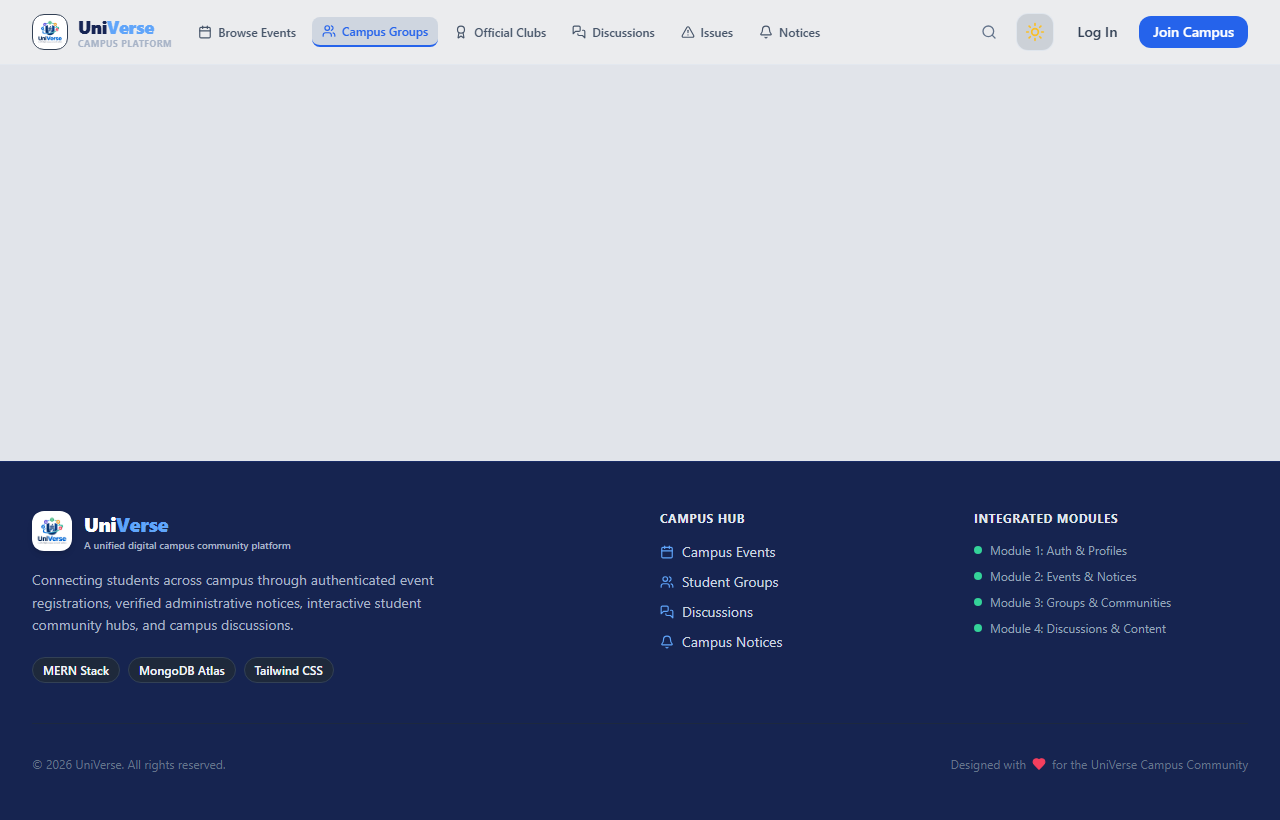 UniVerse
CAMPUS PLATFORM
Browse Events
Campus Groups
Official Clubs
Discussions
Issues
Notices
Log In
Join Campus
UniVerse
UniVerse
A unified digital campus community platform
UniVerse
Connecting students across campus through authenticated event
registrations, verified administrative notices, interactive student
community hubs, and campus discussions.
MERN Stack
MongoDB Atlas
Tailwind CSS
CAMPUS HUB
Campus Events
Student Groups
Discussions
Campus Notices
INTEGRATED MODULES
Module 1: Auth & Profiles
Module 2: Events & Notices
Module 3: Groups & Communities
Module 4: Discussions & Content
© 2026 UniVerse. All rights reserved.
Designed with ❤ for the UniVerse Campus Community